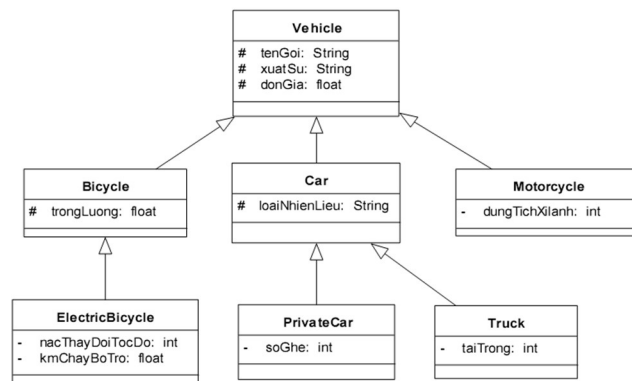 Vehicle
# tenGoi: String
# xuatSu: String
# donGia: float
Bicycle
# trongLuong: float
Car
# loaiNhienLieu: String
Motorcycle
- dungTichXilanh: int
ElectricBicycle
- nacThayDoiTocDo: int
- kmChayBoTro: float
PrivateCar
- soGhe: int
Truck
- taiTrong: int